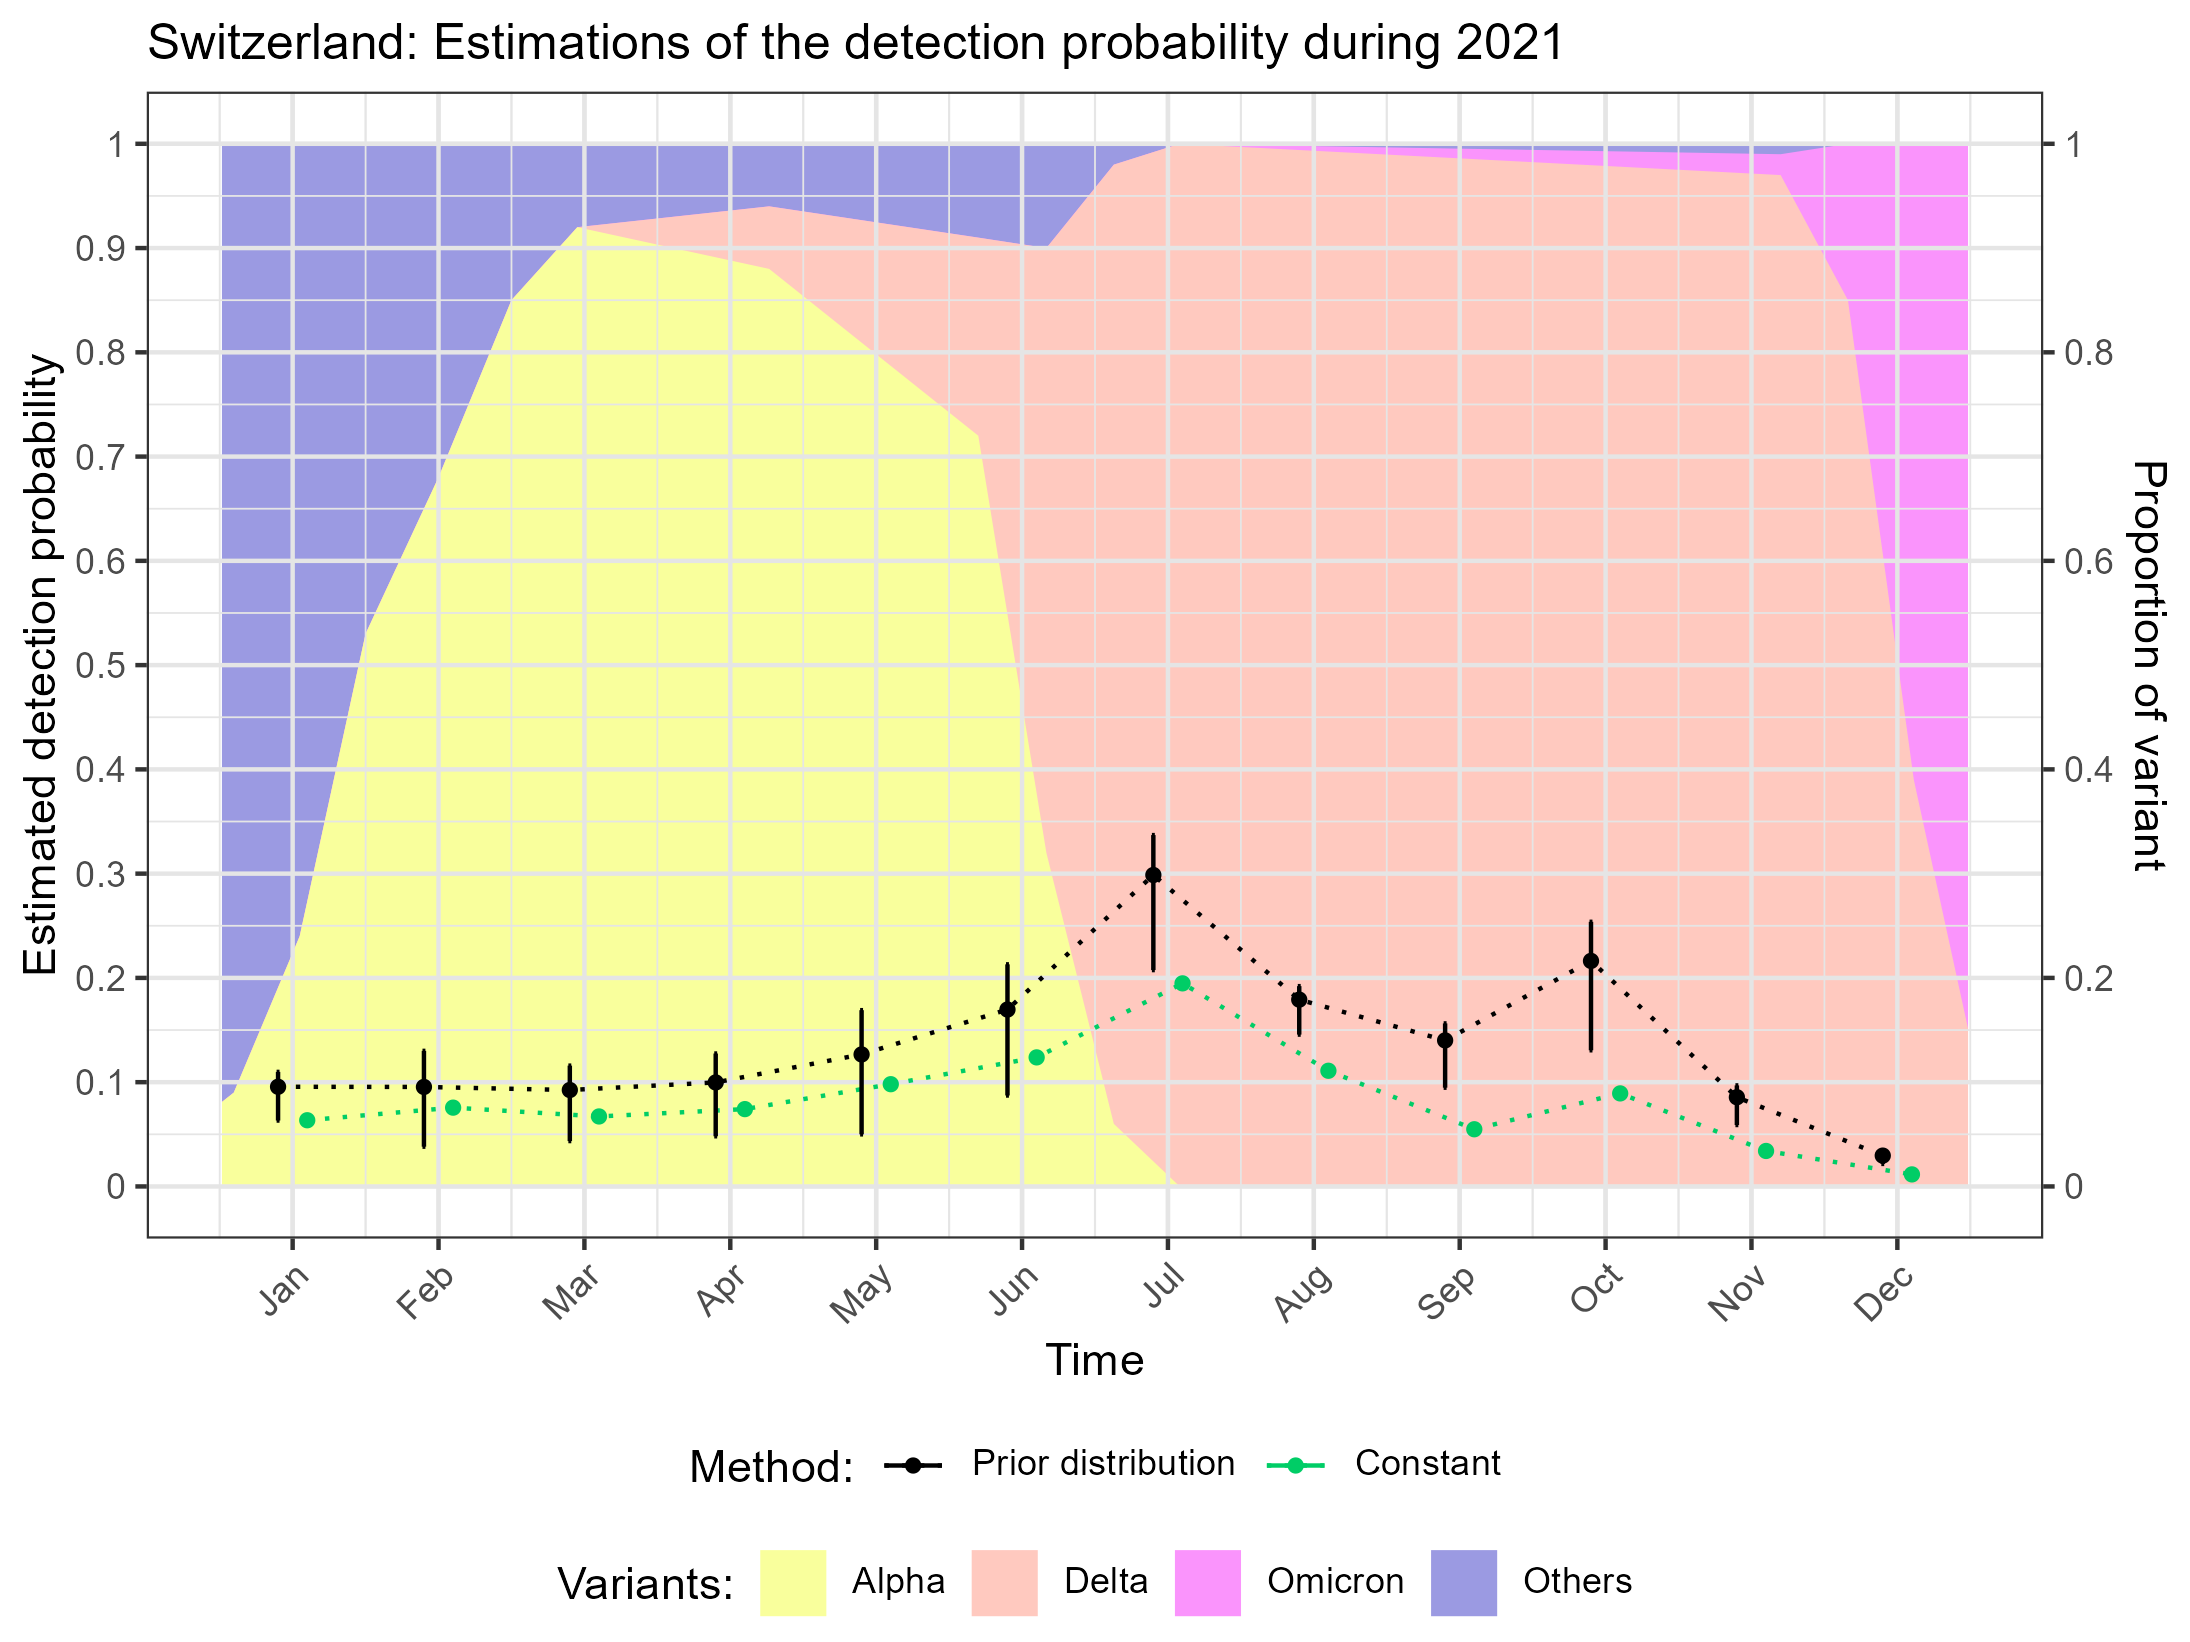 Switzerland: Estimations of the detection probability during 2021
Estimated detection probability
1
0.9
0.8
0.7
0.6
0.5
0.4
0.3
0.2
0.1
0
1
0.8
0.6
0.4
0.2
0
Proportion of variant
Jan Feb Mar Apr May Jun Jul Aug Sep Oct Nov Dec
Time
Method: Prior distribution Constant
Variants: Alpha Delta Omicron Others